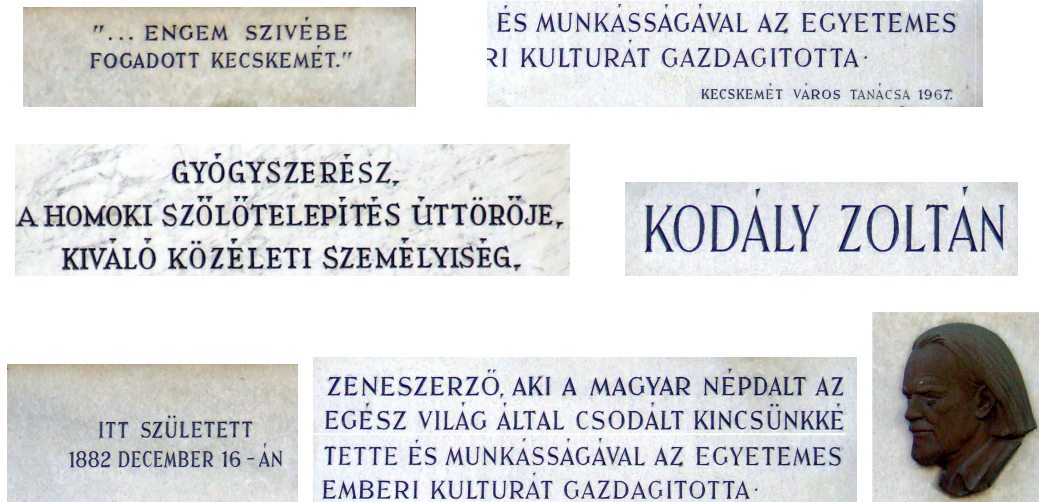 "... ENGEM SZIVÉBE
FOGADOTT KECSKEMÉT."
ÉS MUNKÁSSÁGÁVAL AZ EGYETEMES
RI KULTURÁT GAZDAGITOTTA·
KECSKEMÉT VÁROS TANÁCSA 1967.
GYÓGYSZERÉSZ,
A HOMOKI SZŐLŐTELEPÍTÉS ÚTTÖRŐJE,
KIVÁLÓ KÖZÉLETI SZEMÉLYISÉG,
KODÁLY ZOLTÁN
ITT SZÜLETETT
1882 DECEMBER 16-ÁN
ZENESZERZŐ, AKI A MAGYAR NÉPDALT AZ
EGÉSZ VILÁG ÁLTAL CSODÁLT KINCSÜNKKÉ
TETTE ÉS MUNKÁSSÁGÁVAL AZ EGYETEMES
EMBERI KULTURÁT GAZDAGITOTTA·